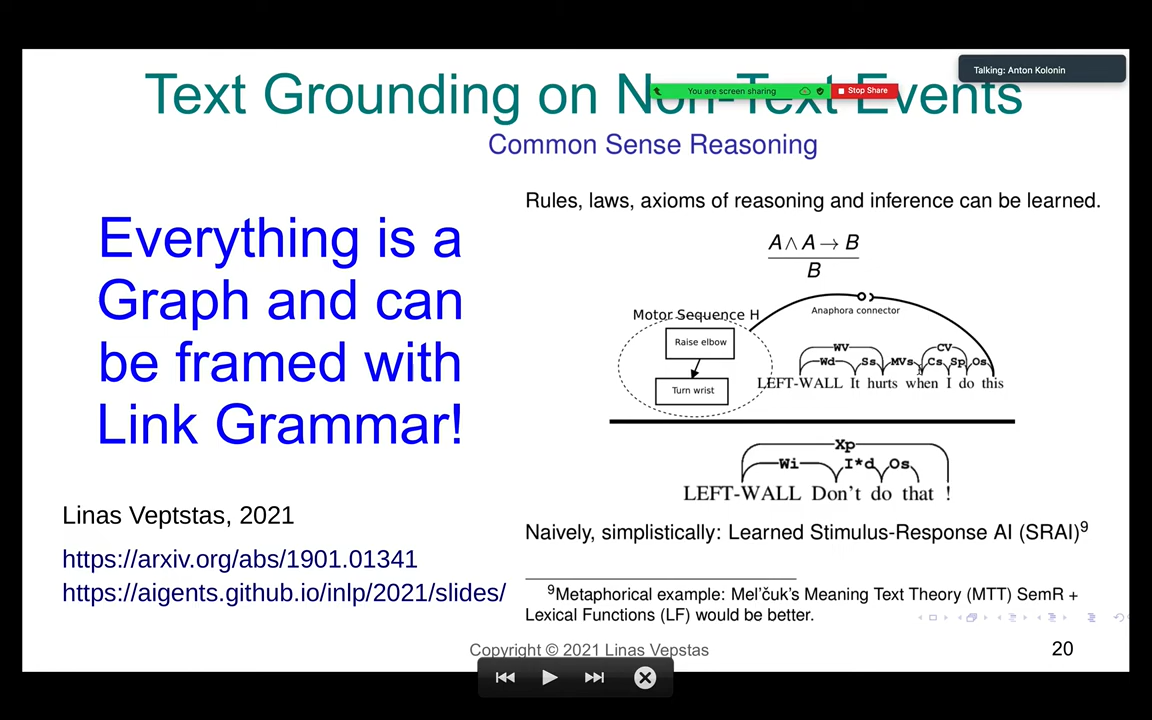 Text Grounding on Non-Text Events
Talking: Anton Kolonin
You are screen sharing
Stop Share
Common Sense Reasoning
Everything is a
Graph and can
be framed with
Link Grammar!
Linas Veptstas, 2021
https://arxiv.org/abs/1901.01341
https://aigents.github.io/inlp/2021/slides/
Rules, laws, axioms of reasoning and inference can be learned.
A ∧ A → B
B
Motor Sequence H
Raise elbow
Turn wrist
Anaphora connector
WV CV
Wd Ss MVs Cs Sp Os
LEFT-WALL It hurts when I do this
Xp
Wi I*d Os
LEFT-WALL Don't do that !
Naively, simplistically: Learned Stimulus-Response AI (SRAI)⁹
⁹Metaphorical example: Mel'čuk's Meaning Text Theory (MTT) SemR +
Lexical Functions (LF) would be better.
Copyright © 2021 Linas Vepstas
20